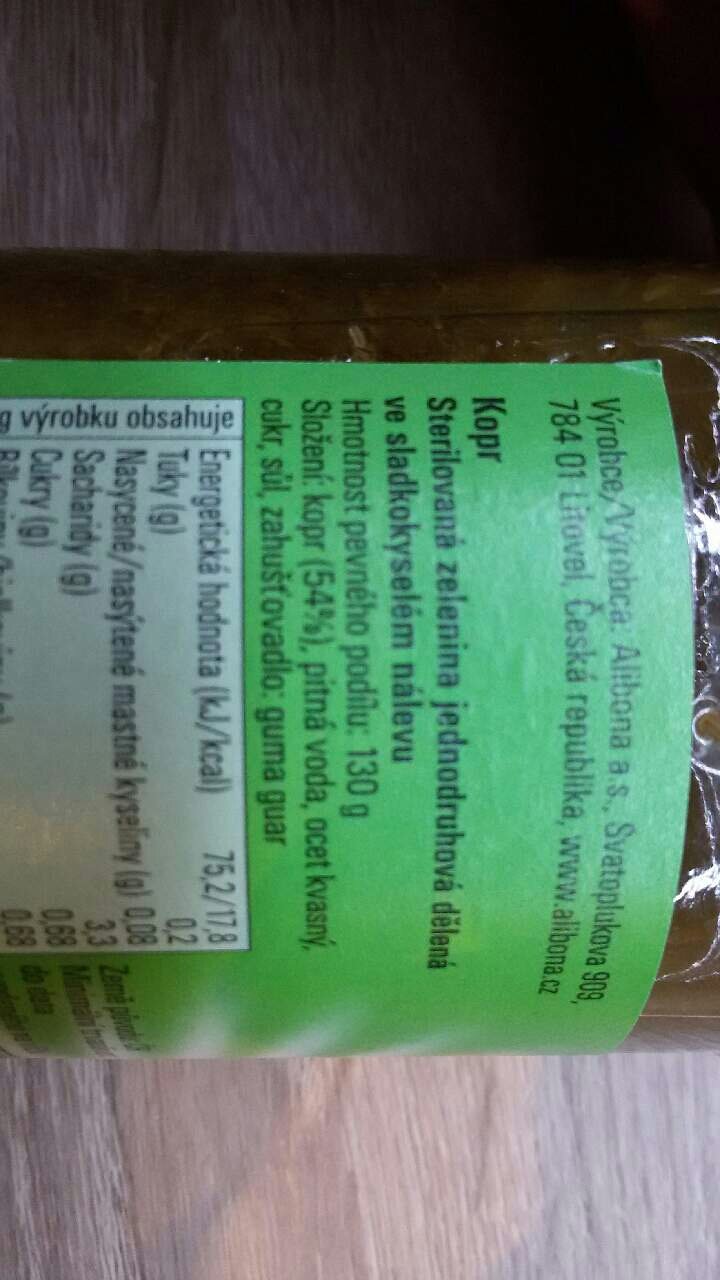 Výrobce/Výrobca: Alibona a s., Svatoplukova 909,
784 01 Litovel, Česká republika, www.alibona.cz
Kopr
Sterilovaná zelenina jednodruhová dělená
ve sladkokyselém nálevu
Hmotnost pevného podílu: 130 g
Složení: kopr (54%), pitná voda, ocet kvasný,
cukr, sůl, zahušťovadlo: guma guar
g výrobku obsahuje
Energetická hodnota (kJ/kcal) 75,2/17,8
Tuky (g) 0,2
Nasycené/nasýtené mastné kyseliny (g) 0,08
Sacharidy (g) 3,3
Cukry (g) 0,68
0,68
Země
do data